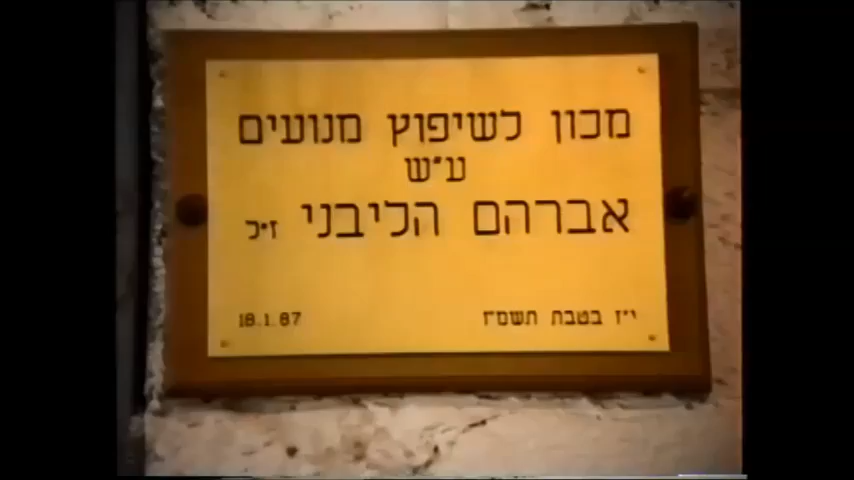 מכון לשיפוץ מנועים
ע"ש
אברהם הליבני ז"ל
י"ז בטבת תשמ"ז 18.1.87